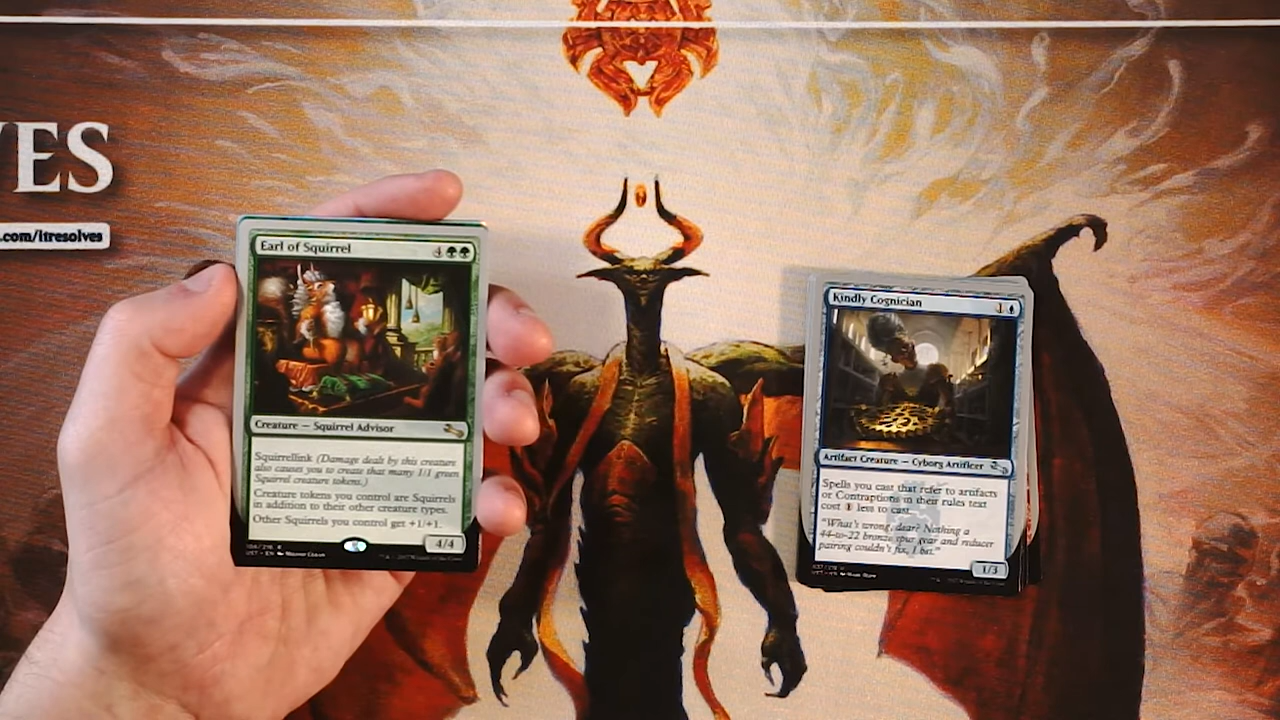 VES
.com/itresolves
Earl of Squirrel
4
Creature — Squirrel Advisor
Squirrellink (Damage dealt by this creature
also causes you to create that many 1/1 green
Squirrel creature tokens.)
Creature tokens you control are Squirrels
in addition to their other creature types.
Other Squirrels you control get +1/+1.
4/4
Kindly Cognician
1
Artifact Creature — Cyborg Artificer
Spells you cast that refer to artifacts
or Contraptions in their rules text
cost 1 less to cast.
"What's wrong, dear? Nothing a
44-to-22 bronze spur gear and reducer
pairing couldn't fix, I bet."
1/3